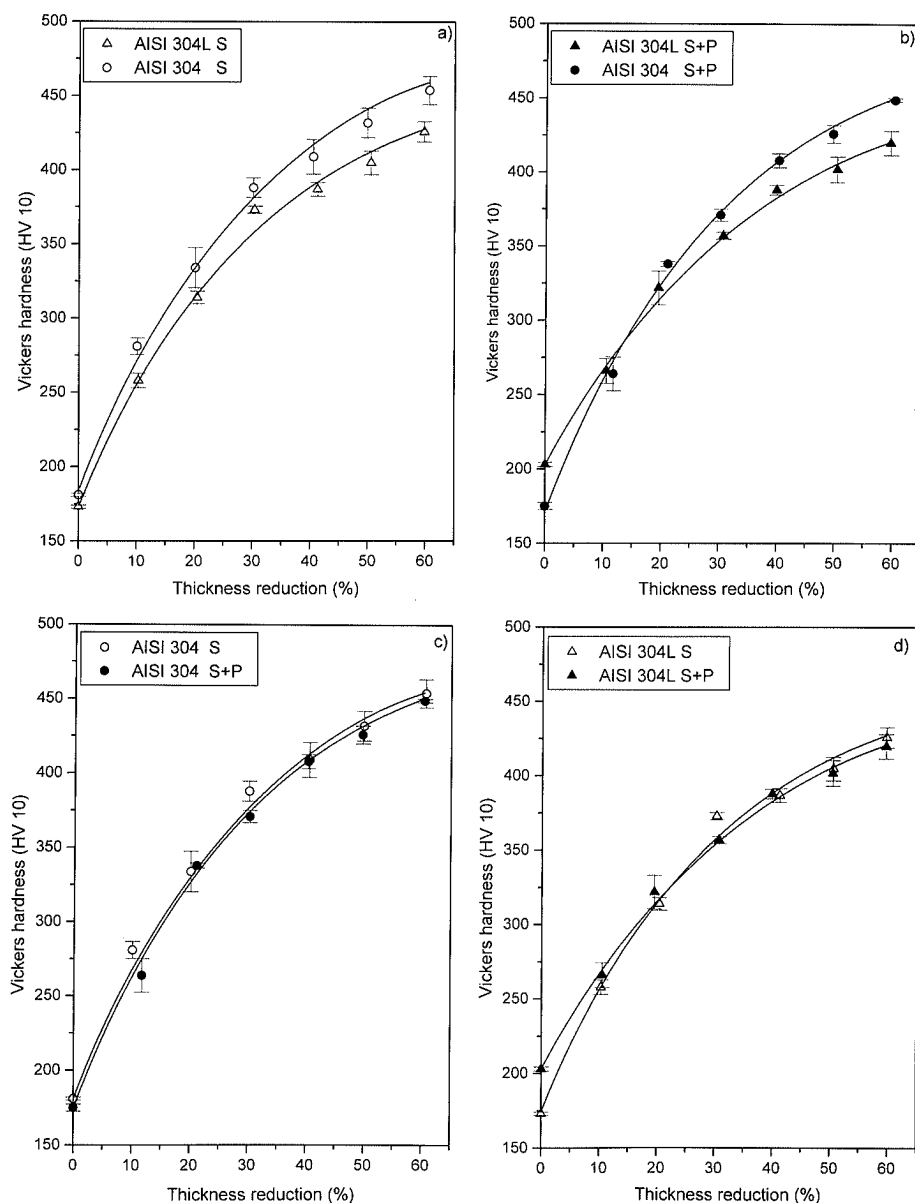 a)
AISI 304L S
AISI 304 S
500
450
400
350
300
250
200
150
0 10 20 30 40 50 60
Vickers hardness (HV 10)
Thickness reduction (%)
b)
AISI 304L S+P
AISI 304 S+P
500
450
400
350
300
250
200
150
0 10 20 30 40 50 60
Vickers hardness (HV 10)
Thickness reduction (%)
c)
AISI 304 S
AISI 304 S+P
500
450
400
350
300
250
200
150
0 10 20 30 40 50 60
Vickers hardness (HV 10)
Thickness reduction (%)
d)
AISI 304L S
AISI 304L S+P
500
450
400
350
300
250
200
150
0 10 20 30 40 50 60
Vickers hardness (HV 10)
Thickness reduction (%)